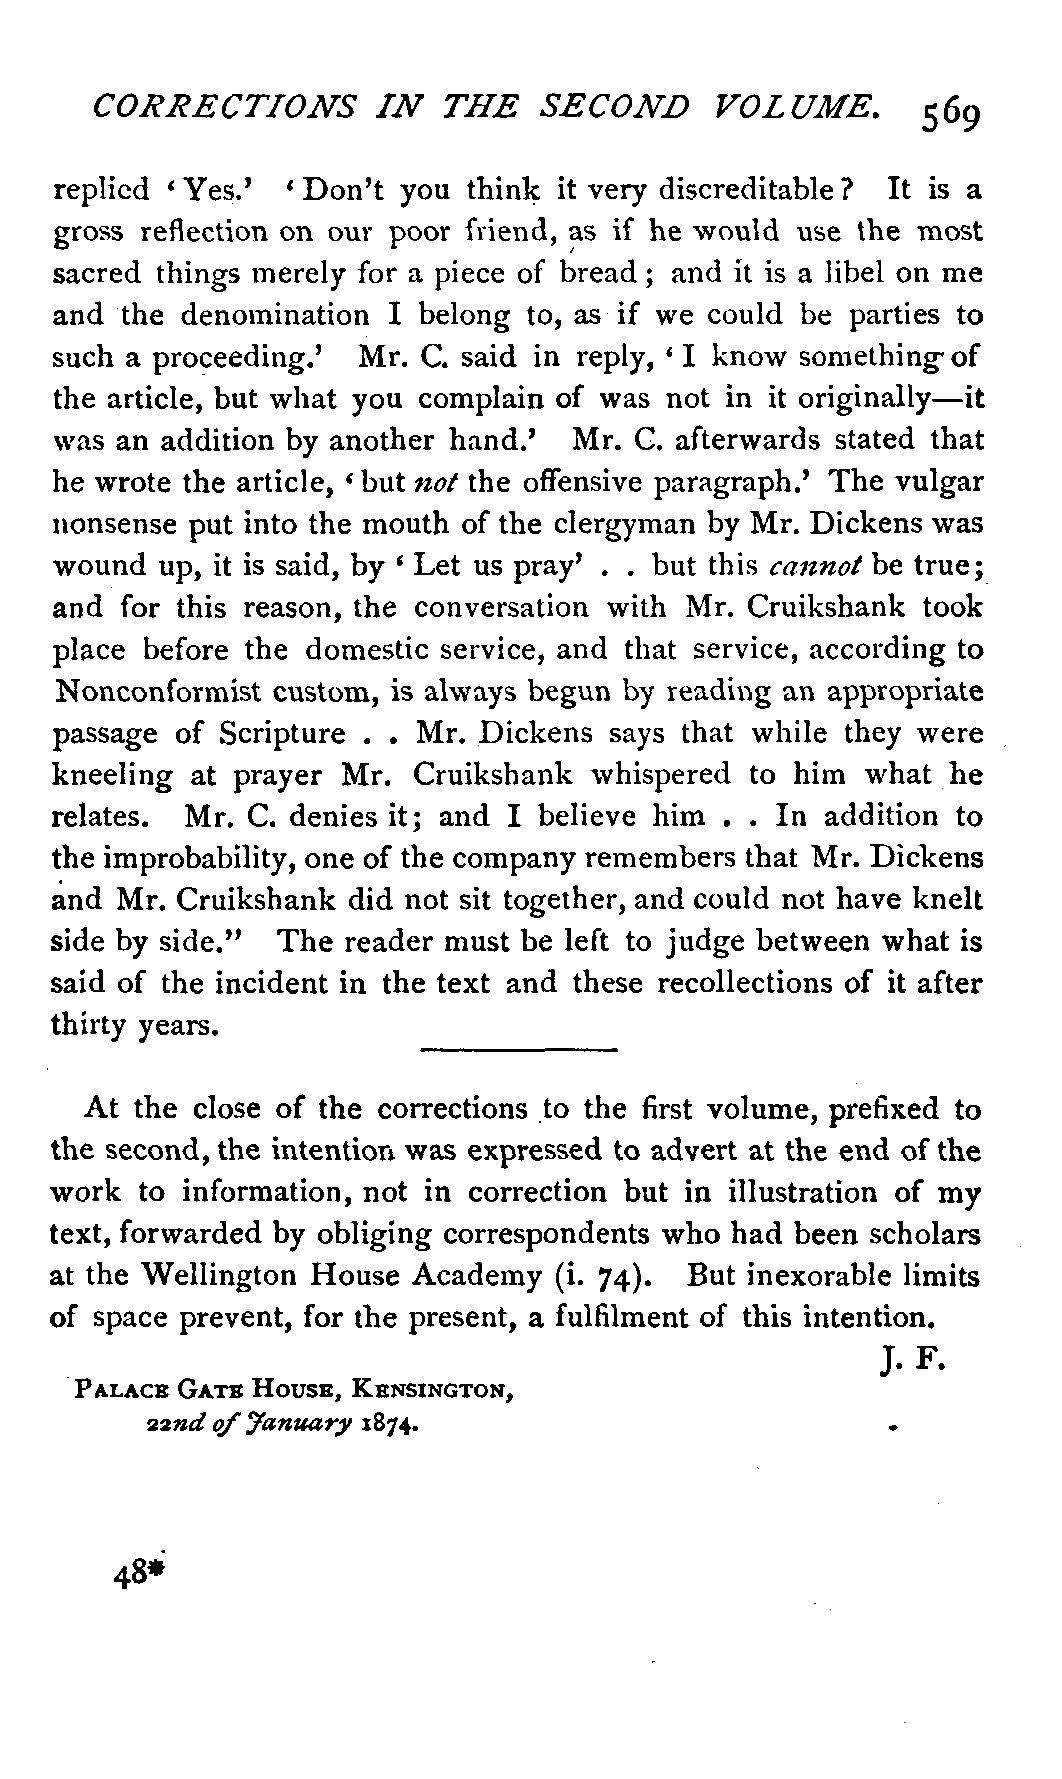 CORRECTIONS IN THE SECOND VOLUME. 569
replied ‘Yes.’ ‘Don’t you think it very discreditable? It is a
gross reflection on our poor friend, as if he would use the most
sacred things merely for a piece of bread; and it is a libel on me
and the denomination I belong to, as if we could be parties to
such a proceeding.’ Mr. C. said in reply, ‘I know something of
the article, but what you complain of was not in it originally—it
was an addition by another hand.’ Mr. C. afterwards stated that
he wrote the article, ‘but not the offensive paragraph.’ The vulgar
nonsense put into the mouth of the clergyman by Mr. Dickens was
wound up, it is said, by ‘Let us pray’ . . but this cannot be true;
and for this reason, the conversation with Mr. Cruikshank took
place before the domestic service, and that service, according to
Nonconformist custom, is always begun by reading an appropriate
passage of Scripture . . Mr. Dickens says that while they were
kneeling at prayer Mr. Cruikshank whispered to him what he
relates. Mr. C. denies it; and I believe him . . In addition to
the improbability, one of the company remembers that Mr. Dickens
and Mr. Cruikshank did not sit together, and could not have knelt
side by side.” The reader must be left to judge between what is
said of the incident in the text and these recollections of it after
thirty years.
At the close of the corrections to the first volume, prefixed to
the second, the intention was expressed to advert at the end of the
work to information, not in correction but in illustration of my
text, forwarded by obliging correspondents who had been scholars
at the Wellington House Academy (i. 74). But inexorable limits
of space prevent, for the present, a fulfilment of this intention.
J. F.
PALACE GATE HOUSE, KENSINGTON,
22nd of January 1874.
48*